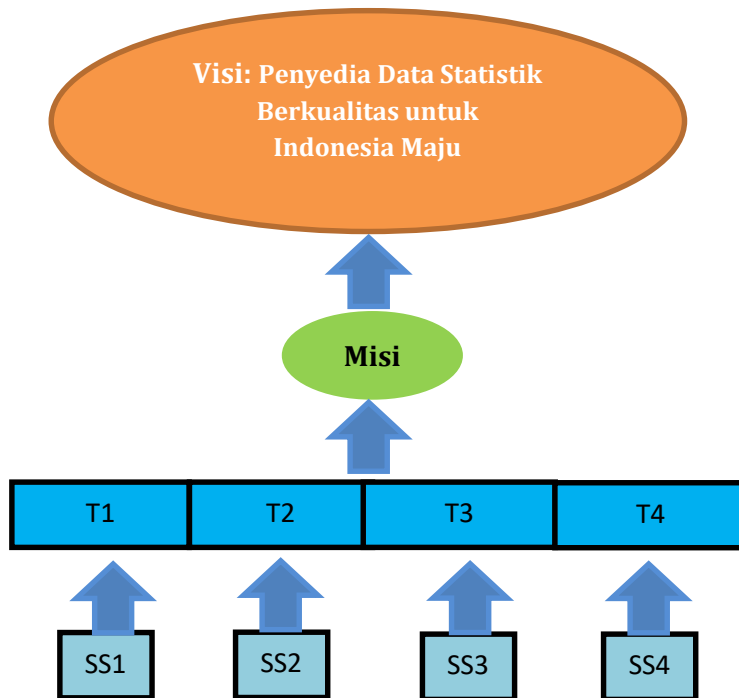 Visi: Penyedia Data Statistik
Berkualitas untuk
Indonesia Maju
Misi
T1 T2 T3 T4
SS1 SS2 SS3 SS4